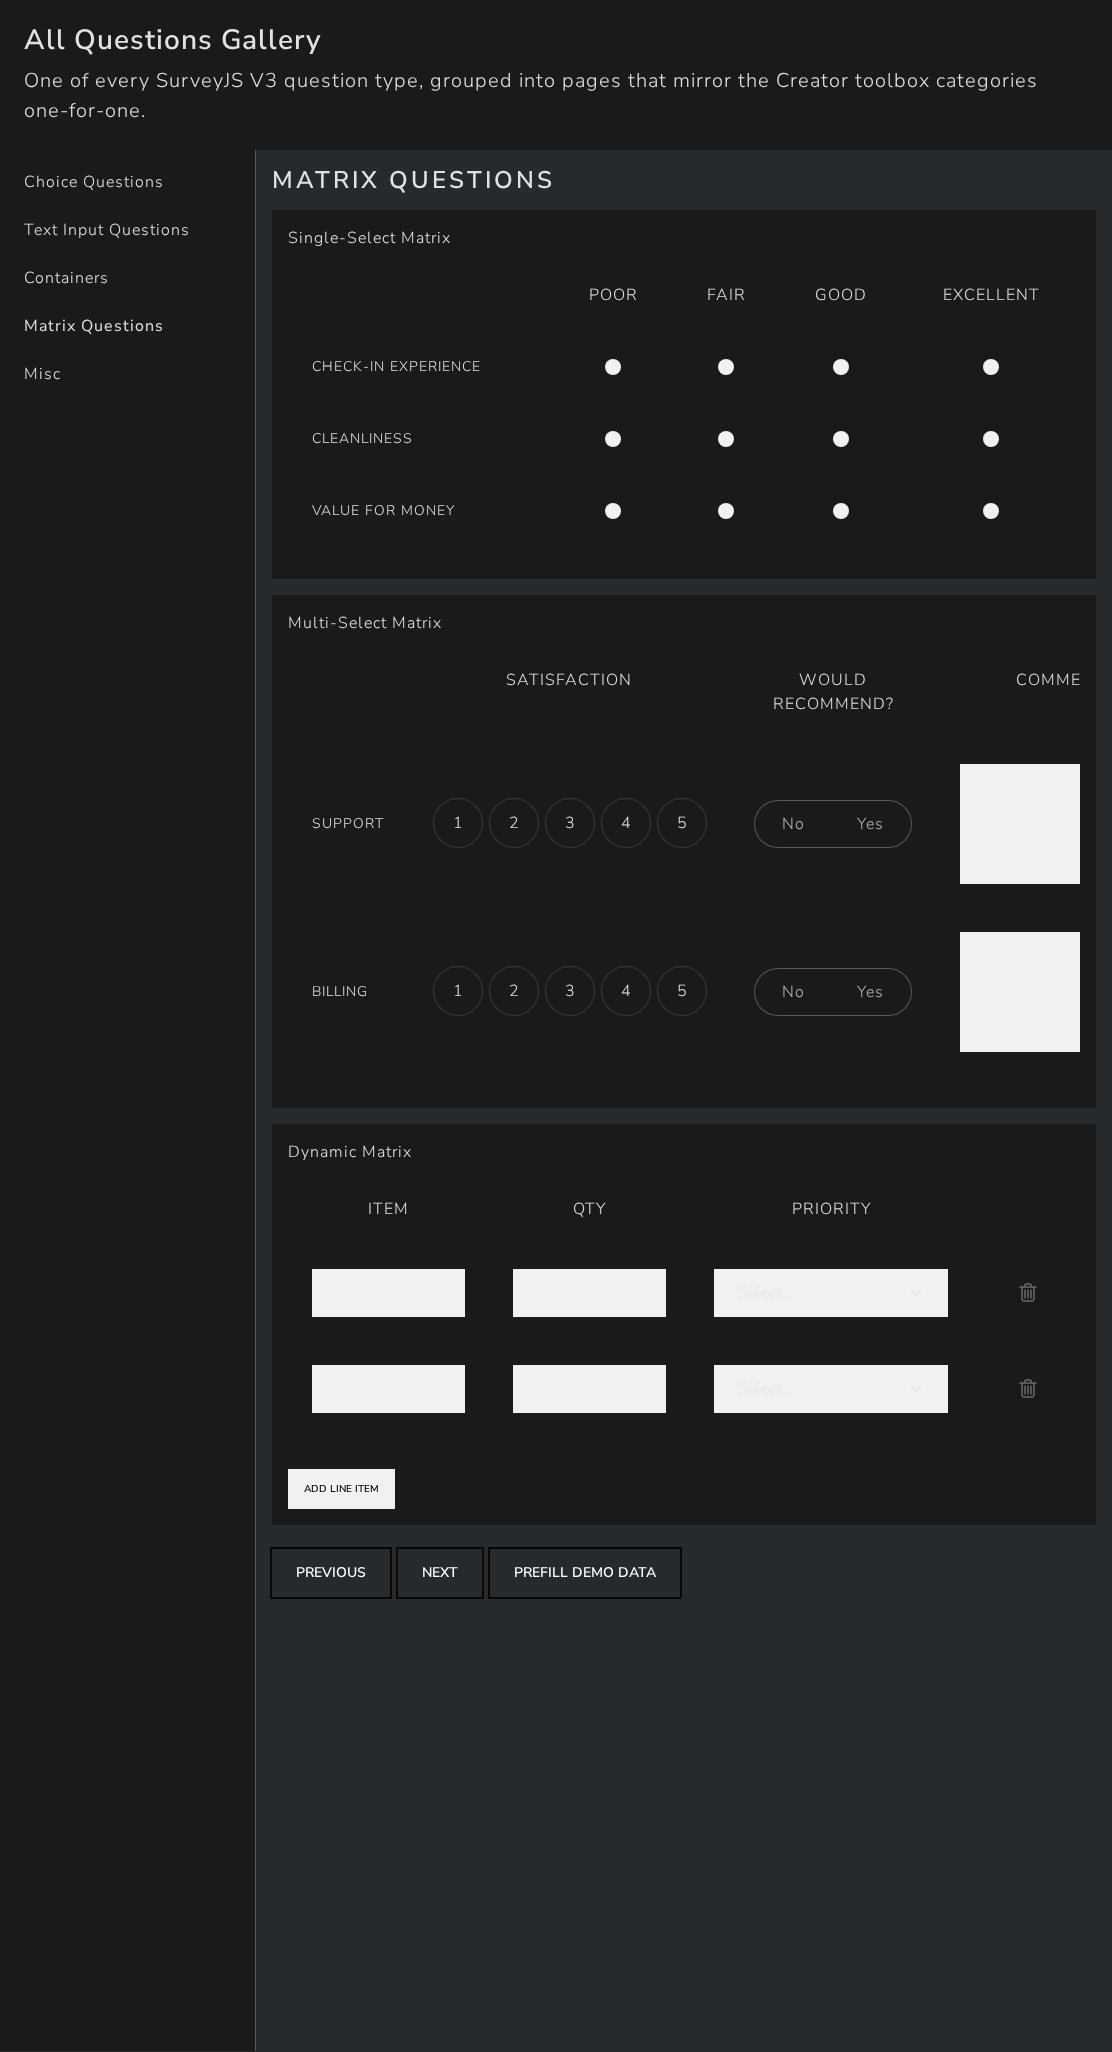 All Questions Gallery
One of every SurveyJS V3 question type, grouped into pages that mirror the Creator toolbox categories
one-for-one.
Choice Questions
Text Input Questions
Containers
Matrix Questions
Misc
MATRIX QUESTIONS
Single-Select Matrix
POOR FAIR GOOD EXCELLENT
CHECK-IN EXPERIENCE
CLEANLINESS
VALUE FOR MONEY
Multi-Select Matrix
SATISFACTION WOULD RECOMMEND? COMME
SUPPORT 1 2 3 4 5 No Yes
BILLING 1 2 3 4 5 No Yes
Dynamic Matrix
ITEM QTY PRIORITY
Select...
Select...
ADD LINE ITEM
PREVIOUS NEXT PREFILL DEMO DATA